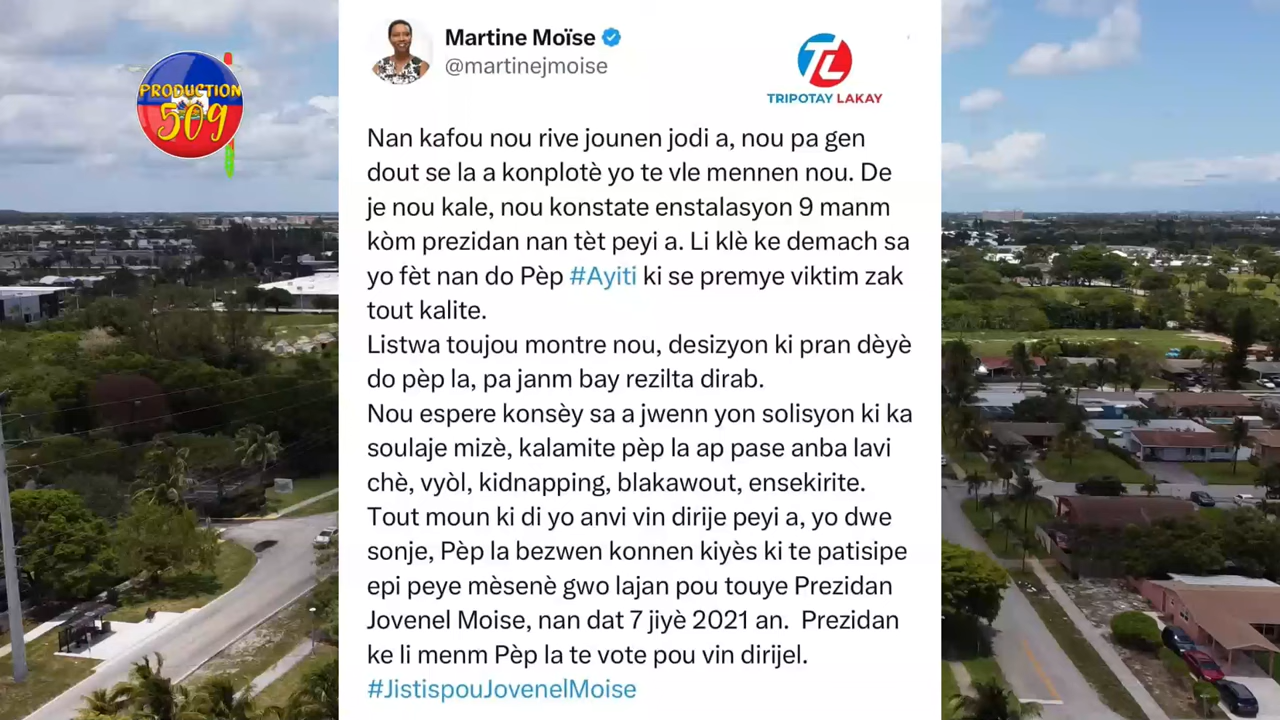 PRODUCTION
509
Martine Moïse
@martinejmoise
TL
TRIPOTAY LAKAY
Nan kafou nou rive jounen jodi a, nou pa gen
dout se la a konplotè yo te vle mennen nou. De
je nou kale, nou konstate enstalasyon 9 manm
kòm prezidan nan tèt peyi a. Li klè ke demach sa
yo fèt nan do Pèp #Ayiti ki se premye viktim zak
tout kalite.
Listwa toujou montre nou, desizyon ki pran dèyè
do pèp la, pa janm bay rezilta dirab.
Nou espere konsèy sa a jwenn yon solisyon ki ka
soulaje mizè, kalamite pèp la ap pase anba lavi
chè, vyòl, kidnapping, blakawout, ensekirite.
Tout moun ki di yo anvi vin dirije peyi a, yo dwe
sonje, Pèp la bezwen konnen kiyès ki te patisipe
epi peye mèsenè gwo lajan pou touye Prezidan
Jovenel Moise, nan dat 7 jiyè 2021 an.  Prezidan
ke li menm Pèp la te vote pou vin dirijel.
#JistispouJovenelMoise